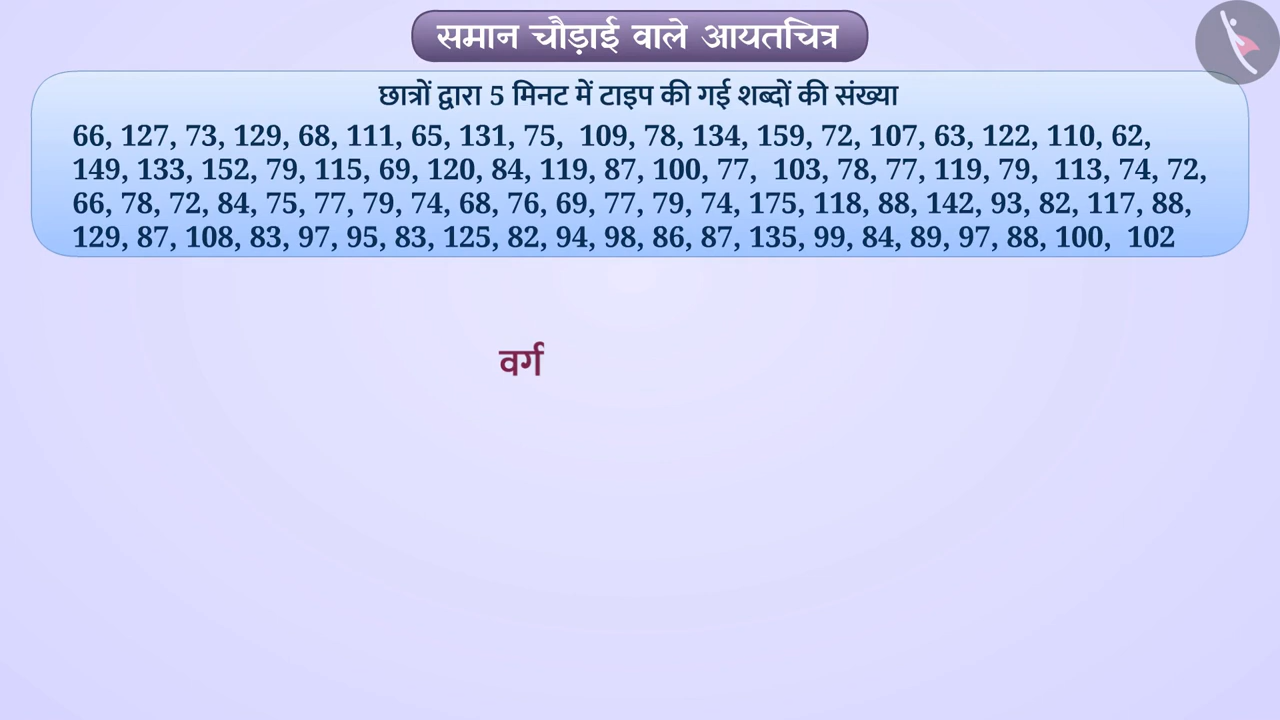 समान चौड़ाई वाले आयतचित्र
छात्रों द्वारा 5 मिनट में टाइप की गई शब्दों की संख्या
66, 127, 73, 129, 68, 111, 65, 131, 75, 109, 78, 134, 159, 72, 107, 63, 122, 110, 62,
149, 133, 152, 79, 115, 69, 120, 84, 119, 87, 100, 77, 103, 78, 77, 119, 79, 113, 74, 72,
66, 78, 72, 84, 75, 77, 79, 74, 68, 76, 69, 77, 79, 74, 175, 118, 88, 142, 93, 82, 117, 88,
129, 87, 108, 83, 97, 95, 83, 125, 82, 94, 98, 86, 87, 135, 99, 84, 89, 97, 88, 100, 102
वर्ग